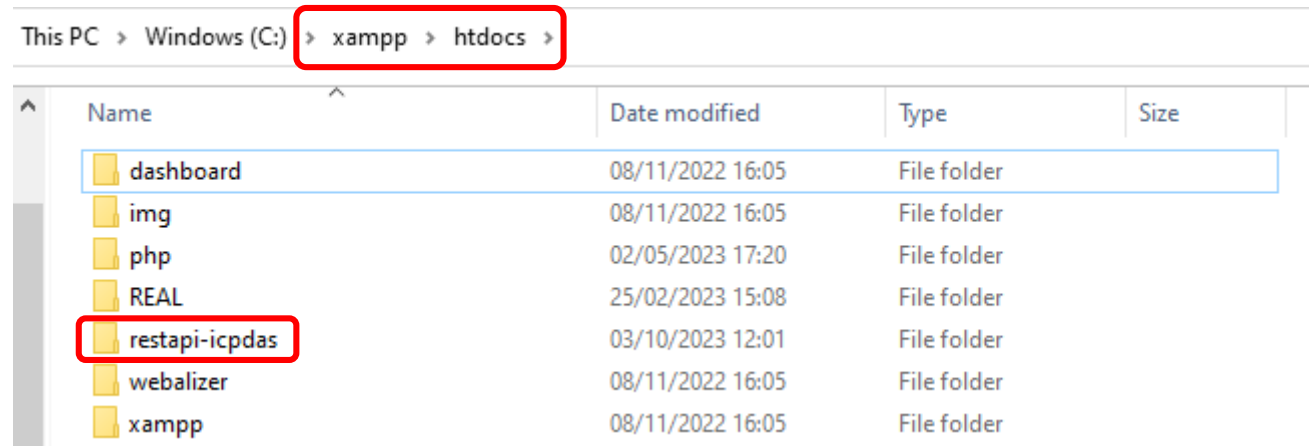 This PC > Windows (C:) > xampp > htdocs >
Name Date modified Type Size
dashboard 08/11/2022 16:05 File folder
img 08/11/2022 16:05 File folder
php 02/05/2023 17:20 File folder
REAL 25/02/2023 15:08 File folder
restapi-icpdas 03/10/2023 12:01 File folder
webalizer 08/11/2022 16:05 File folder
xampp 08/11/2022 16:05 File folder